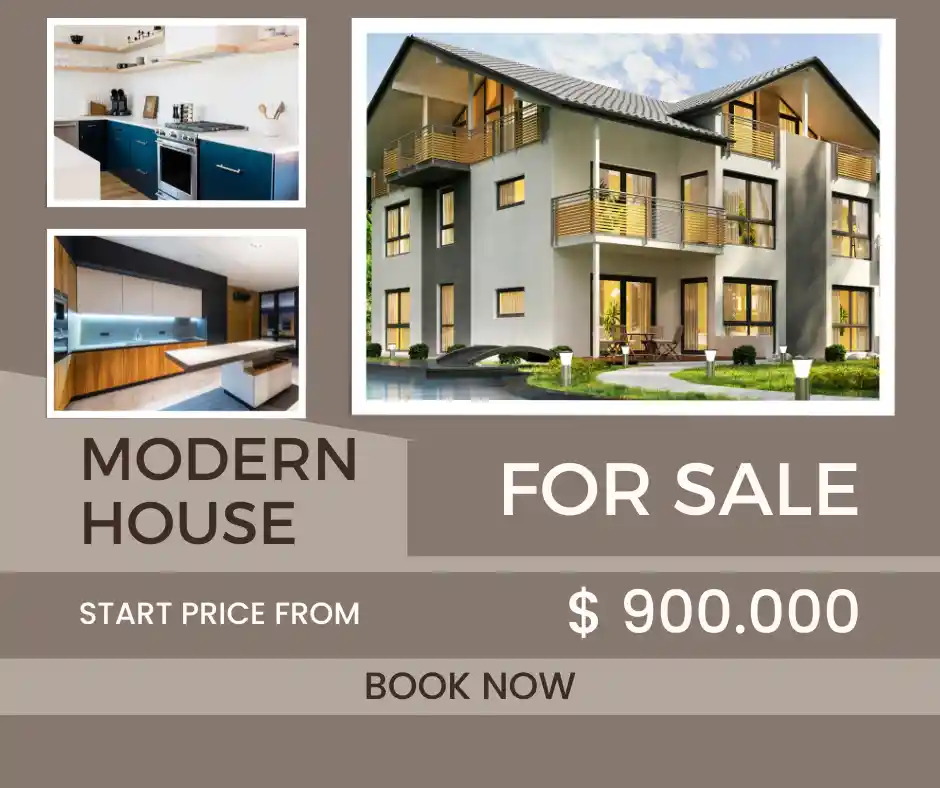 MODERN
HOUSE
FOR SALE
START PRICE FROM
$ 900.000
BOOK NOW